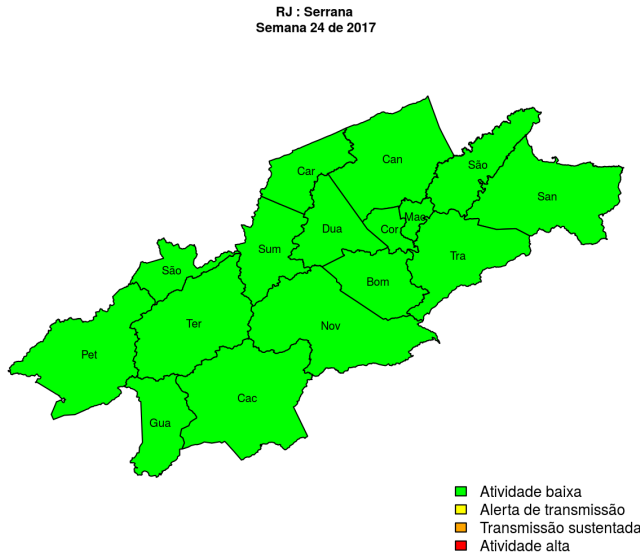 RJ : Serrana
Semana 24 de 2017
Can
São
Car
San
Mac
Dua
Cor
Sum
Tra
São
Bom
Ter
Nov
Pet
Cac
Gua
Atividade baixa
Alerta de transmissão
Transmissão sustentada
Atividade alta